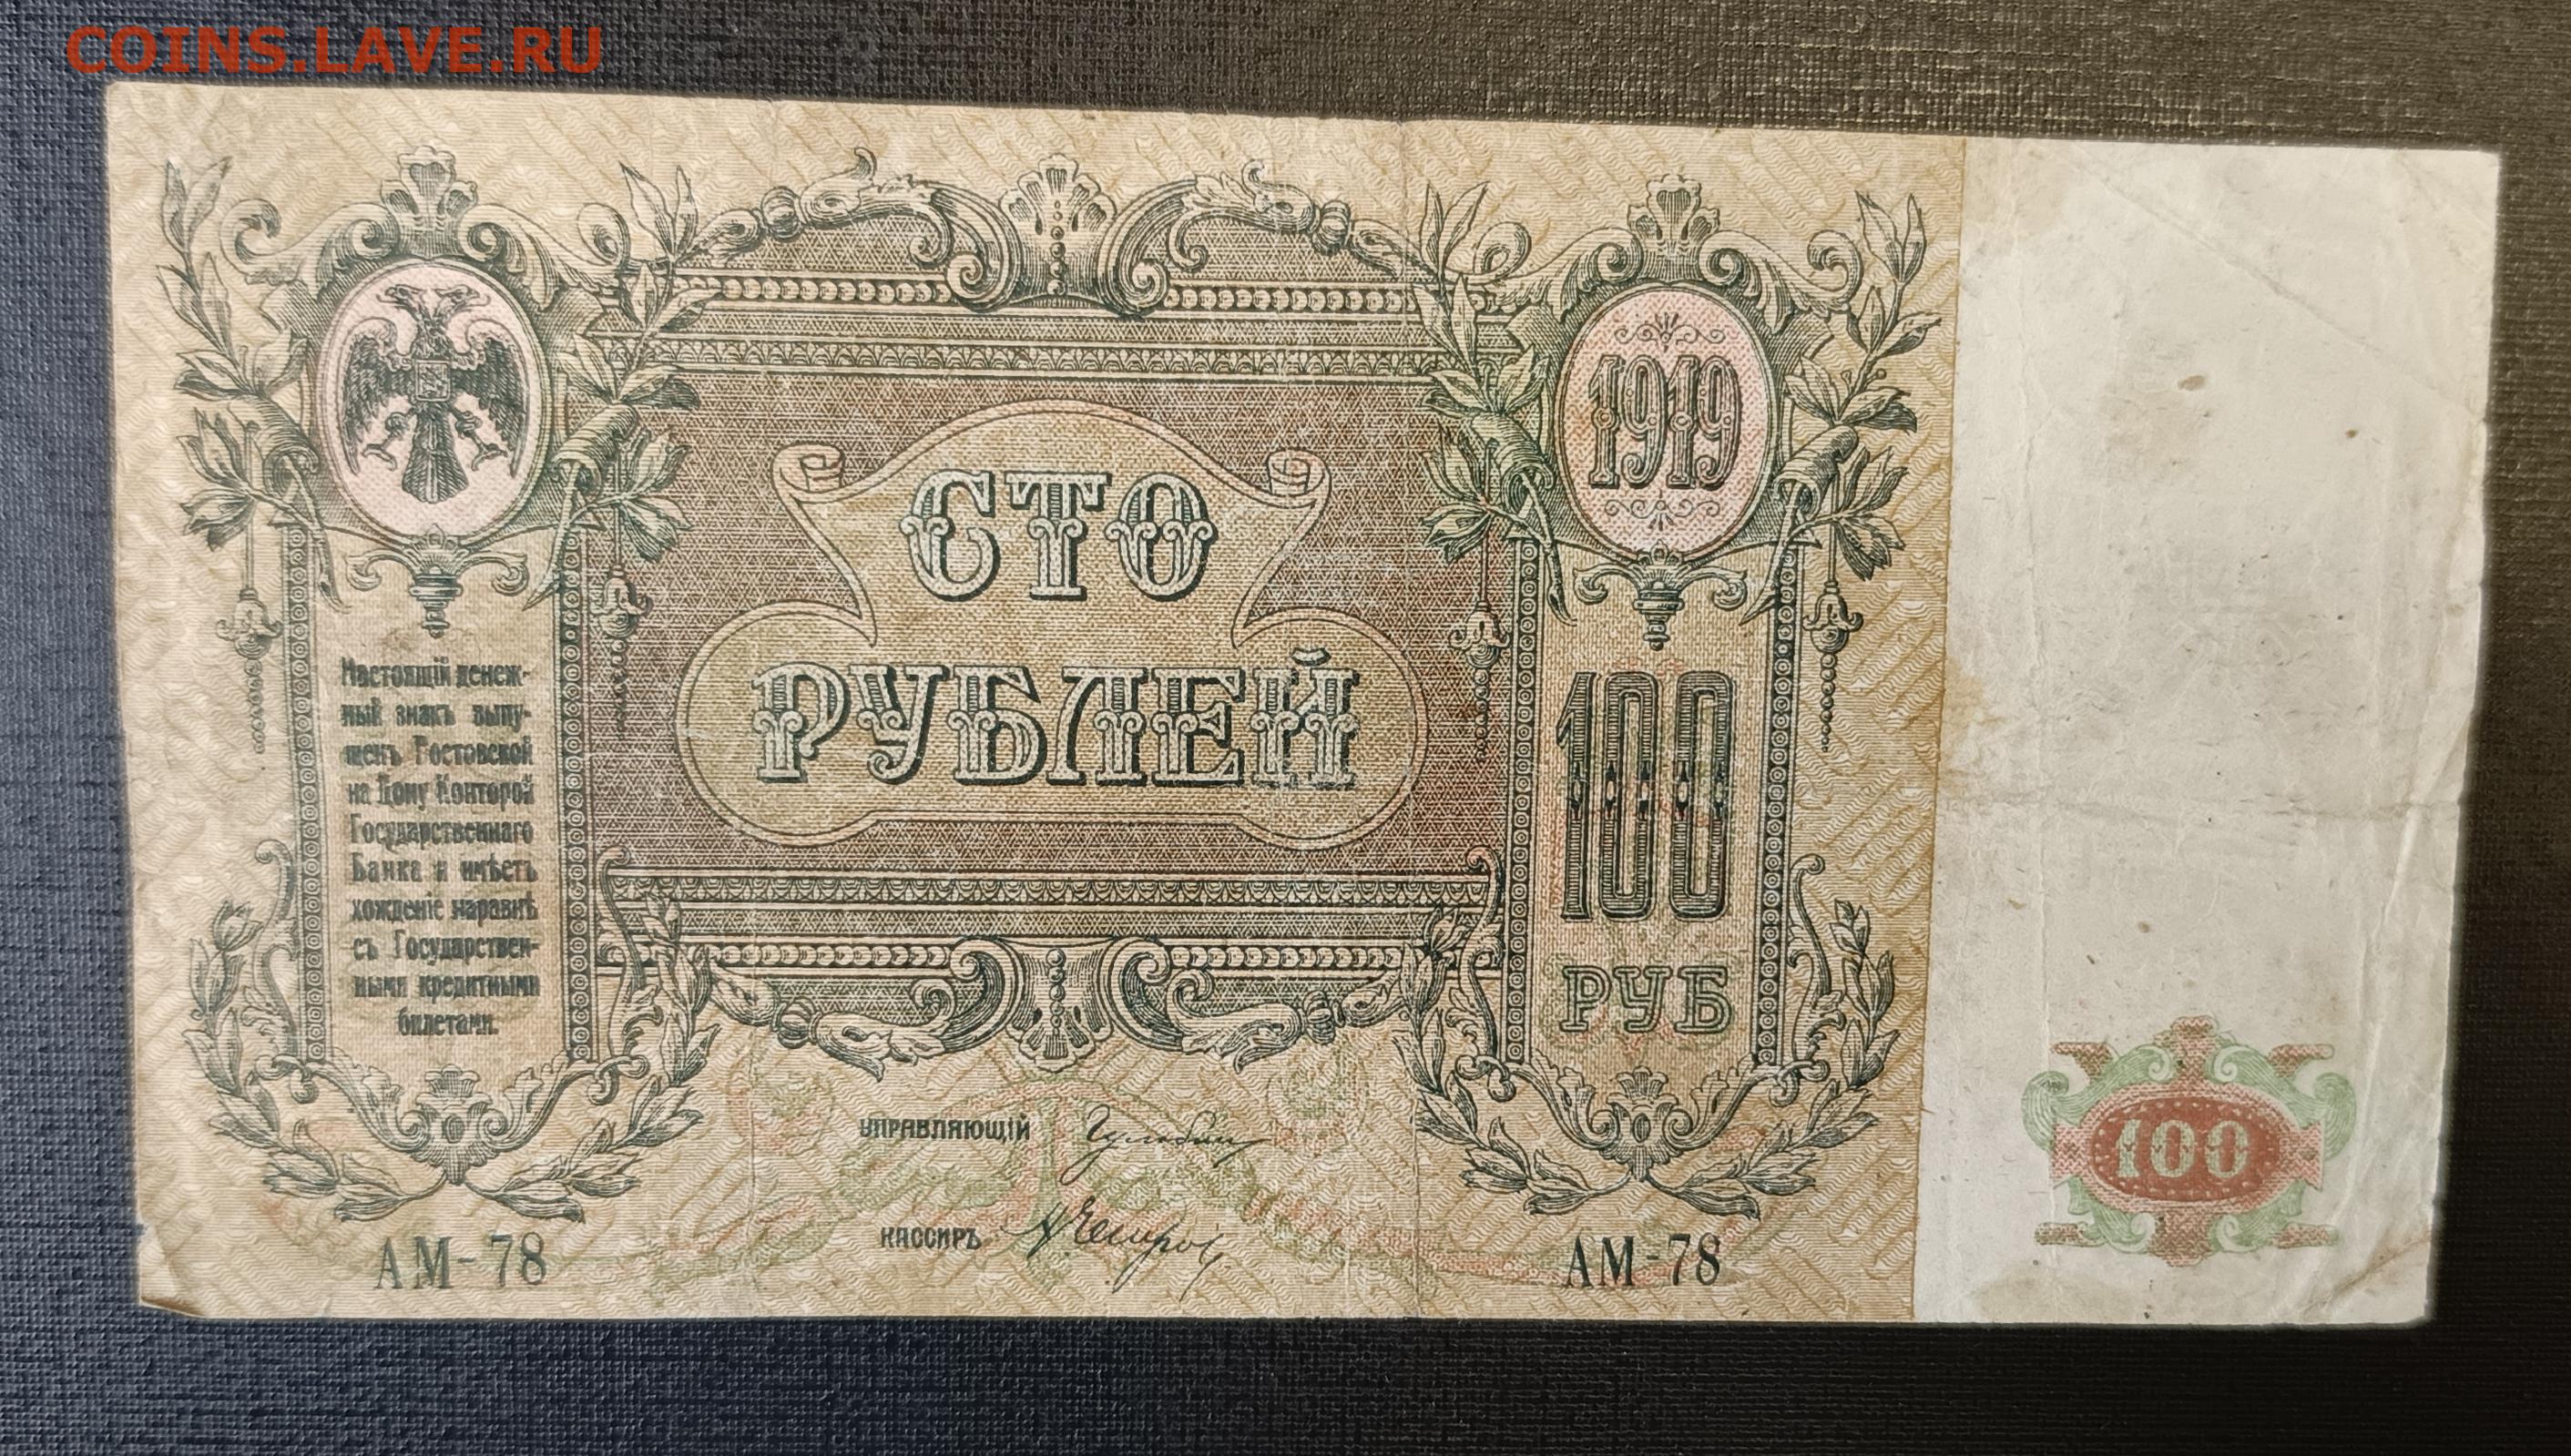 COINS.LAVE.RU
1919
СТО
РУБЛЕЙ
Настоящій денеж-
ный знакъ выпу-
щенъ Ростовской
на Дону Конторой
Государственнаго
Банка и имѣетъ
хожденіе наравнѣ
съ Государствен-
ными кредитными
билетами.
100
РУБ
УПРАВЛЯЮЩІЙ
КАССИРЪ
АМ-78
АМ-78
100